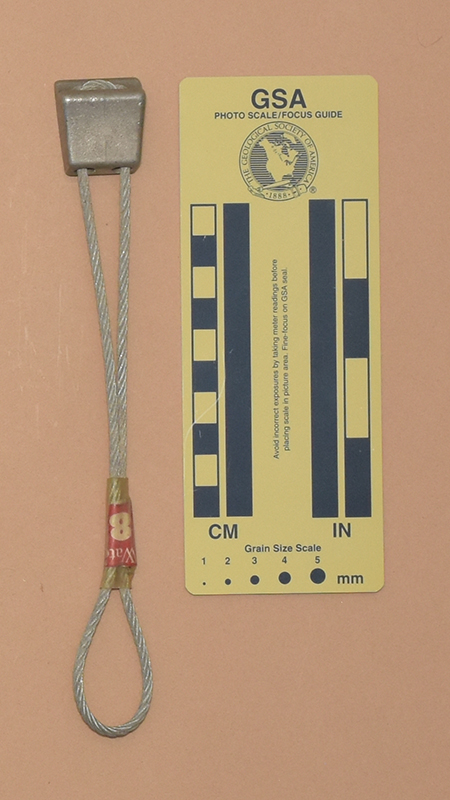 GSA
PHOTO SCALE/FOCUS GUIDE
THE GEOLOGICAL SOCIETY OF AMERICA
1888
®
Avoid incorrect exposures by taking meter readings before
placing scale in picture area. Fine-focus on GSA seal.
CM
IN
Grain Size Scale
1 2 3 4 5
mm
8